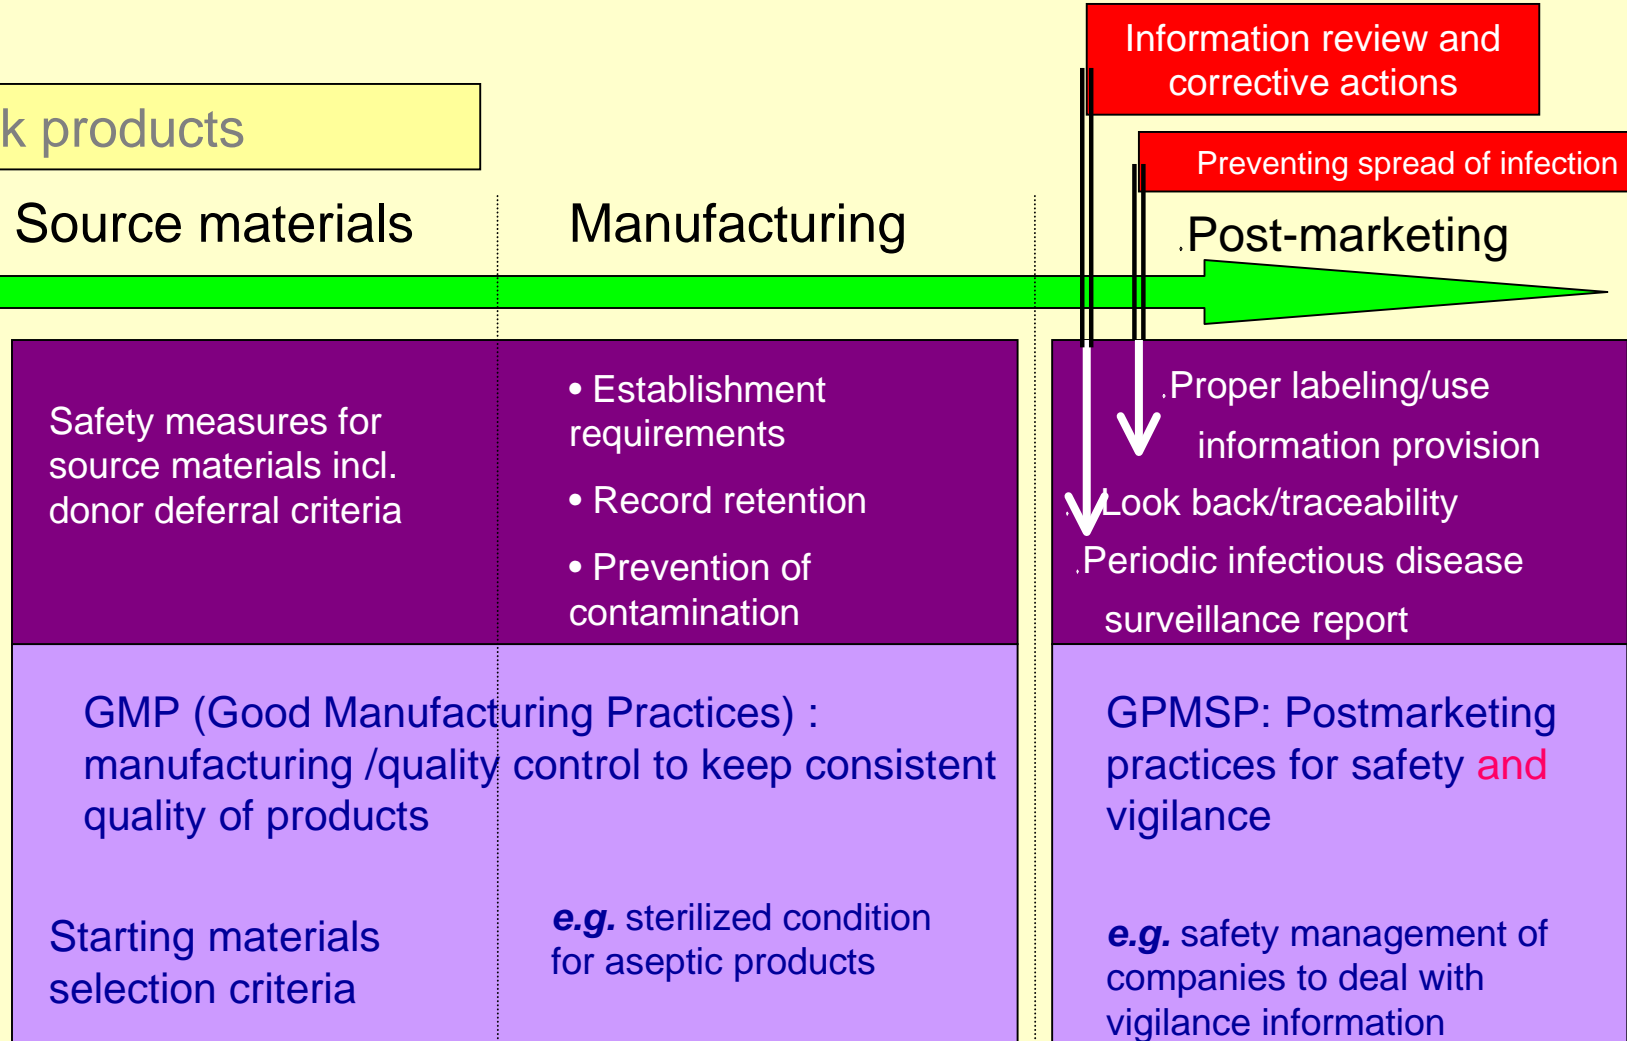 Information review and
corrective actions
k products
Preventing spread of infection
Source materials
Manufacturing
.Post-marketing
Safety measures for
source materials incl.
donor deferral criteria
• Establishment
requirements
• Record retention
• Prevention of
contamination
.Proper labeling/use
information provision
.Look back/traceability
.Periodic infectious disease
surveillance report
GMP (Good Manufacturing Practices) :
manufacturing /quality control to keep consistent
quality of products
Starting materials
selection criteria
e.g. sterilized condition
for aseptic products
GPMSP: Postmarketing
practices for safety and
vigilance
e.g. safety management of
companies to deal with
vigilance information